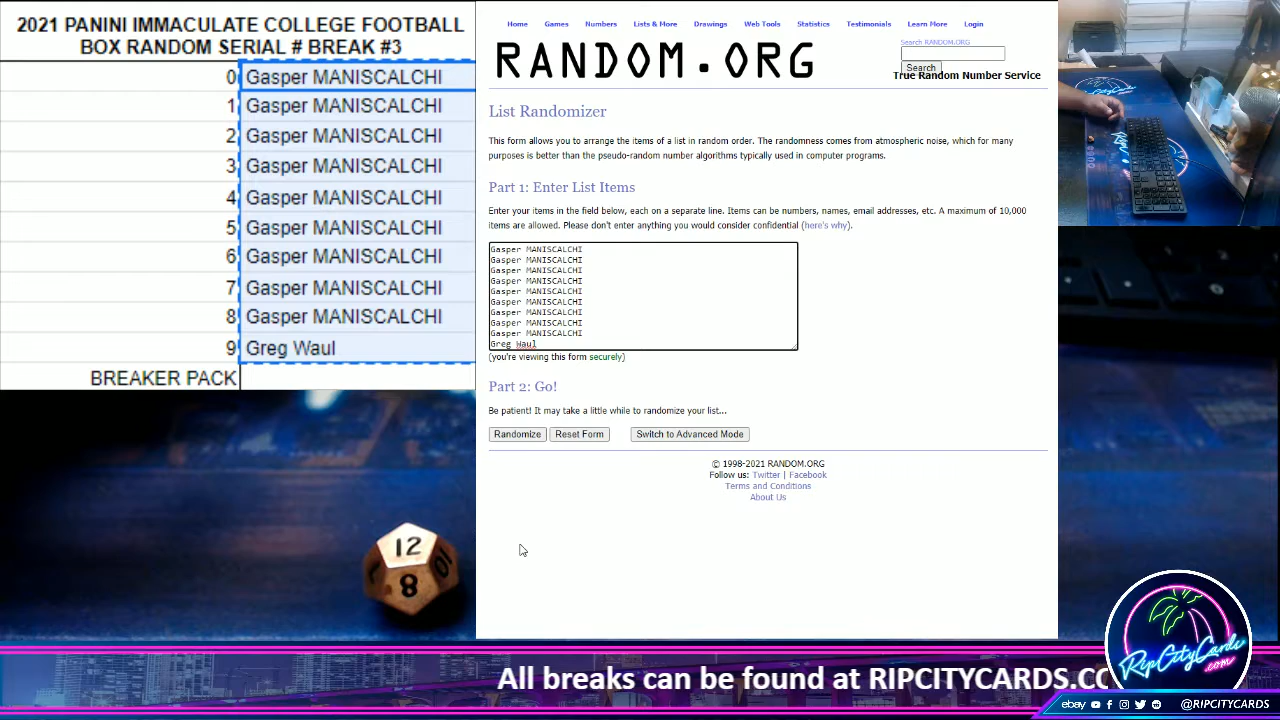 2021 PANINI IMMACULATE COLLEGE FOOTBALL
BOX RANDOM SERIAL # BREAK #3
0 Gasper MANISCALCHI
1 Gasper MANISCALCHI
2 Gasper MANISCALCHI
3 Gasper MANISCALCHI
4 Gasper MANISCALCHI
5 Gasper MANISCALCHI
6 Gasper MANISCALCHI
7 Gasper MANISCALCHI
8 Gasper MANISCALCHI
9 Greg Waul
BREAKER PACK
12
8
10
Home Games Numbers Lists & More Drawings Web Tools Statistics Testimonials Learn More Login
RANDOM.ORG
Search RANDOM.ORG
Search
True Random Number Service
List Randomizer
This form allows you to arrange the items of a list in random order. The randomness comes from atmospheric noise, which for many
purposes is better than the pseudo-random number algorithms typically used in computer programs.
Part 1: Enter List Items
Enter your items in the field below, each on a separate line. Items can be numbers, names, email addresses, etc. A maximum of 10,000
items are allowed. Please don't enter anything you would consider confidential (here's why).
Gasper MANISCALCHI
Gasper MANISCALCHI
Gasper MANISCALCHI
Gasper MANISCALCHI
Gasper MANISCALCHI
Gasper MANISCALCHI
Gasper MANISCALCHI
Gasper MANISCALCHI
Gasper MANISCALCHI
Greg Waul
(you're viewing this form securely)
Part 2: Go!
Be patient! It may take a little while to randomize your list...
Randomize Reset Form Switch to Advanced Mode
© 1998-2021 RANDOM.ORG
Follow us: Twitter | Facebook
Terms and Conditions
About Us
All breaks can be found at RIPCITYCARDS.CO
RipCityCards
.com
ebay @RIPCITYCARDS